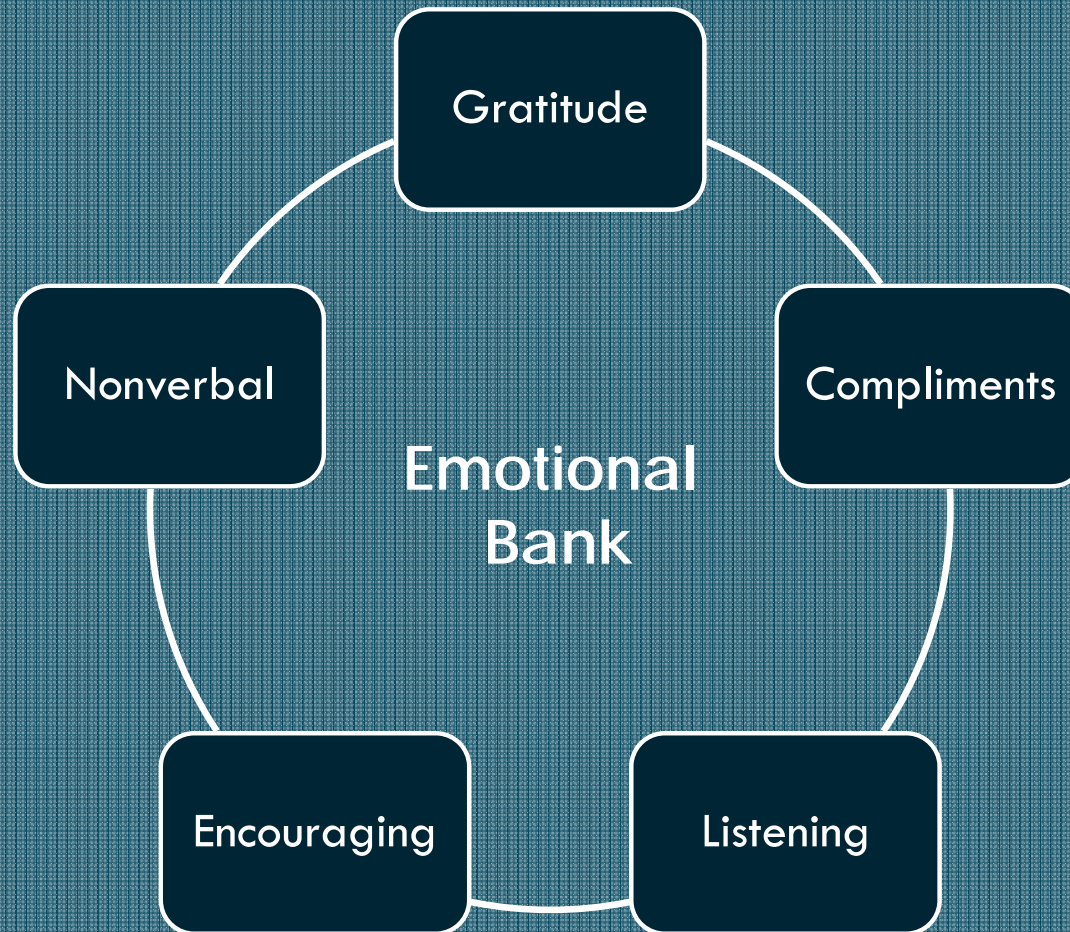 Gratitude
Nonverbal
Compliments
Emotional
Bank
Encouraging
Listening